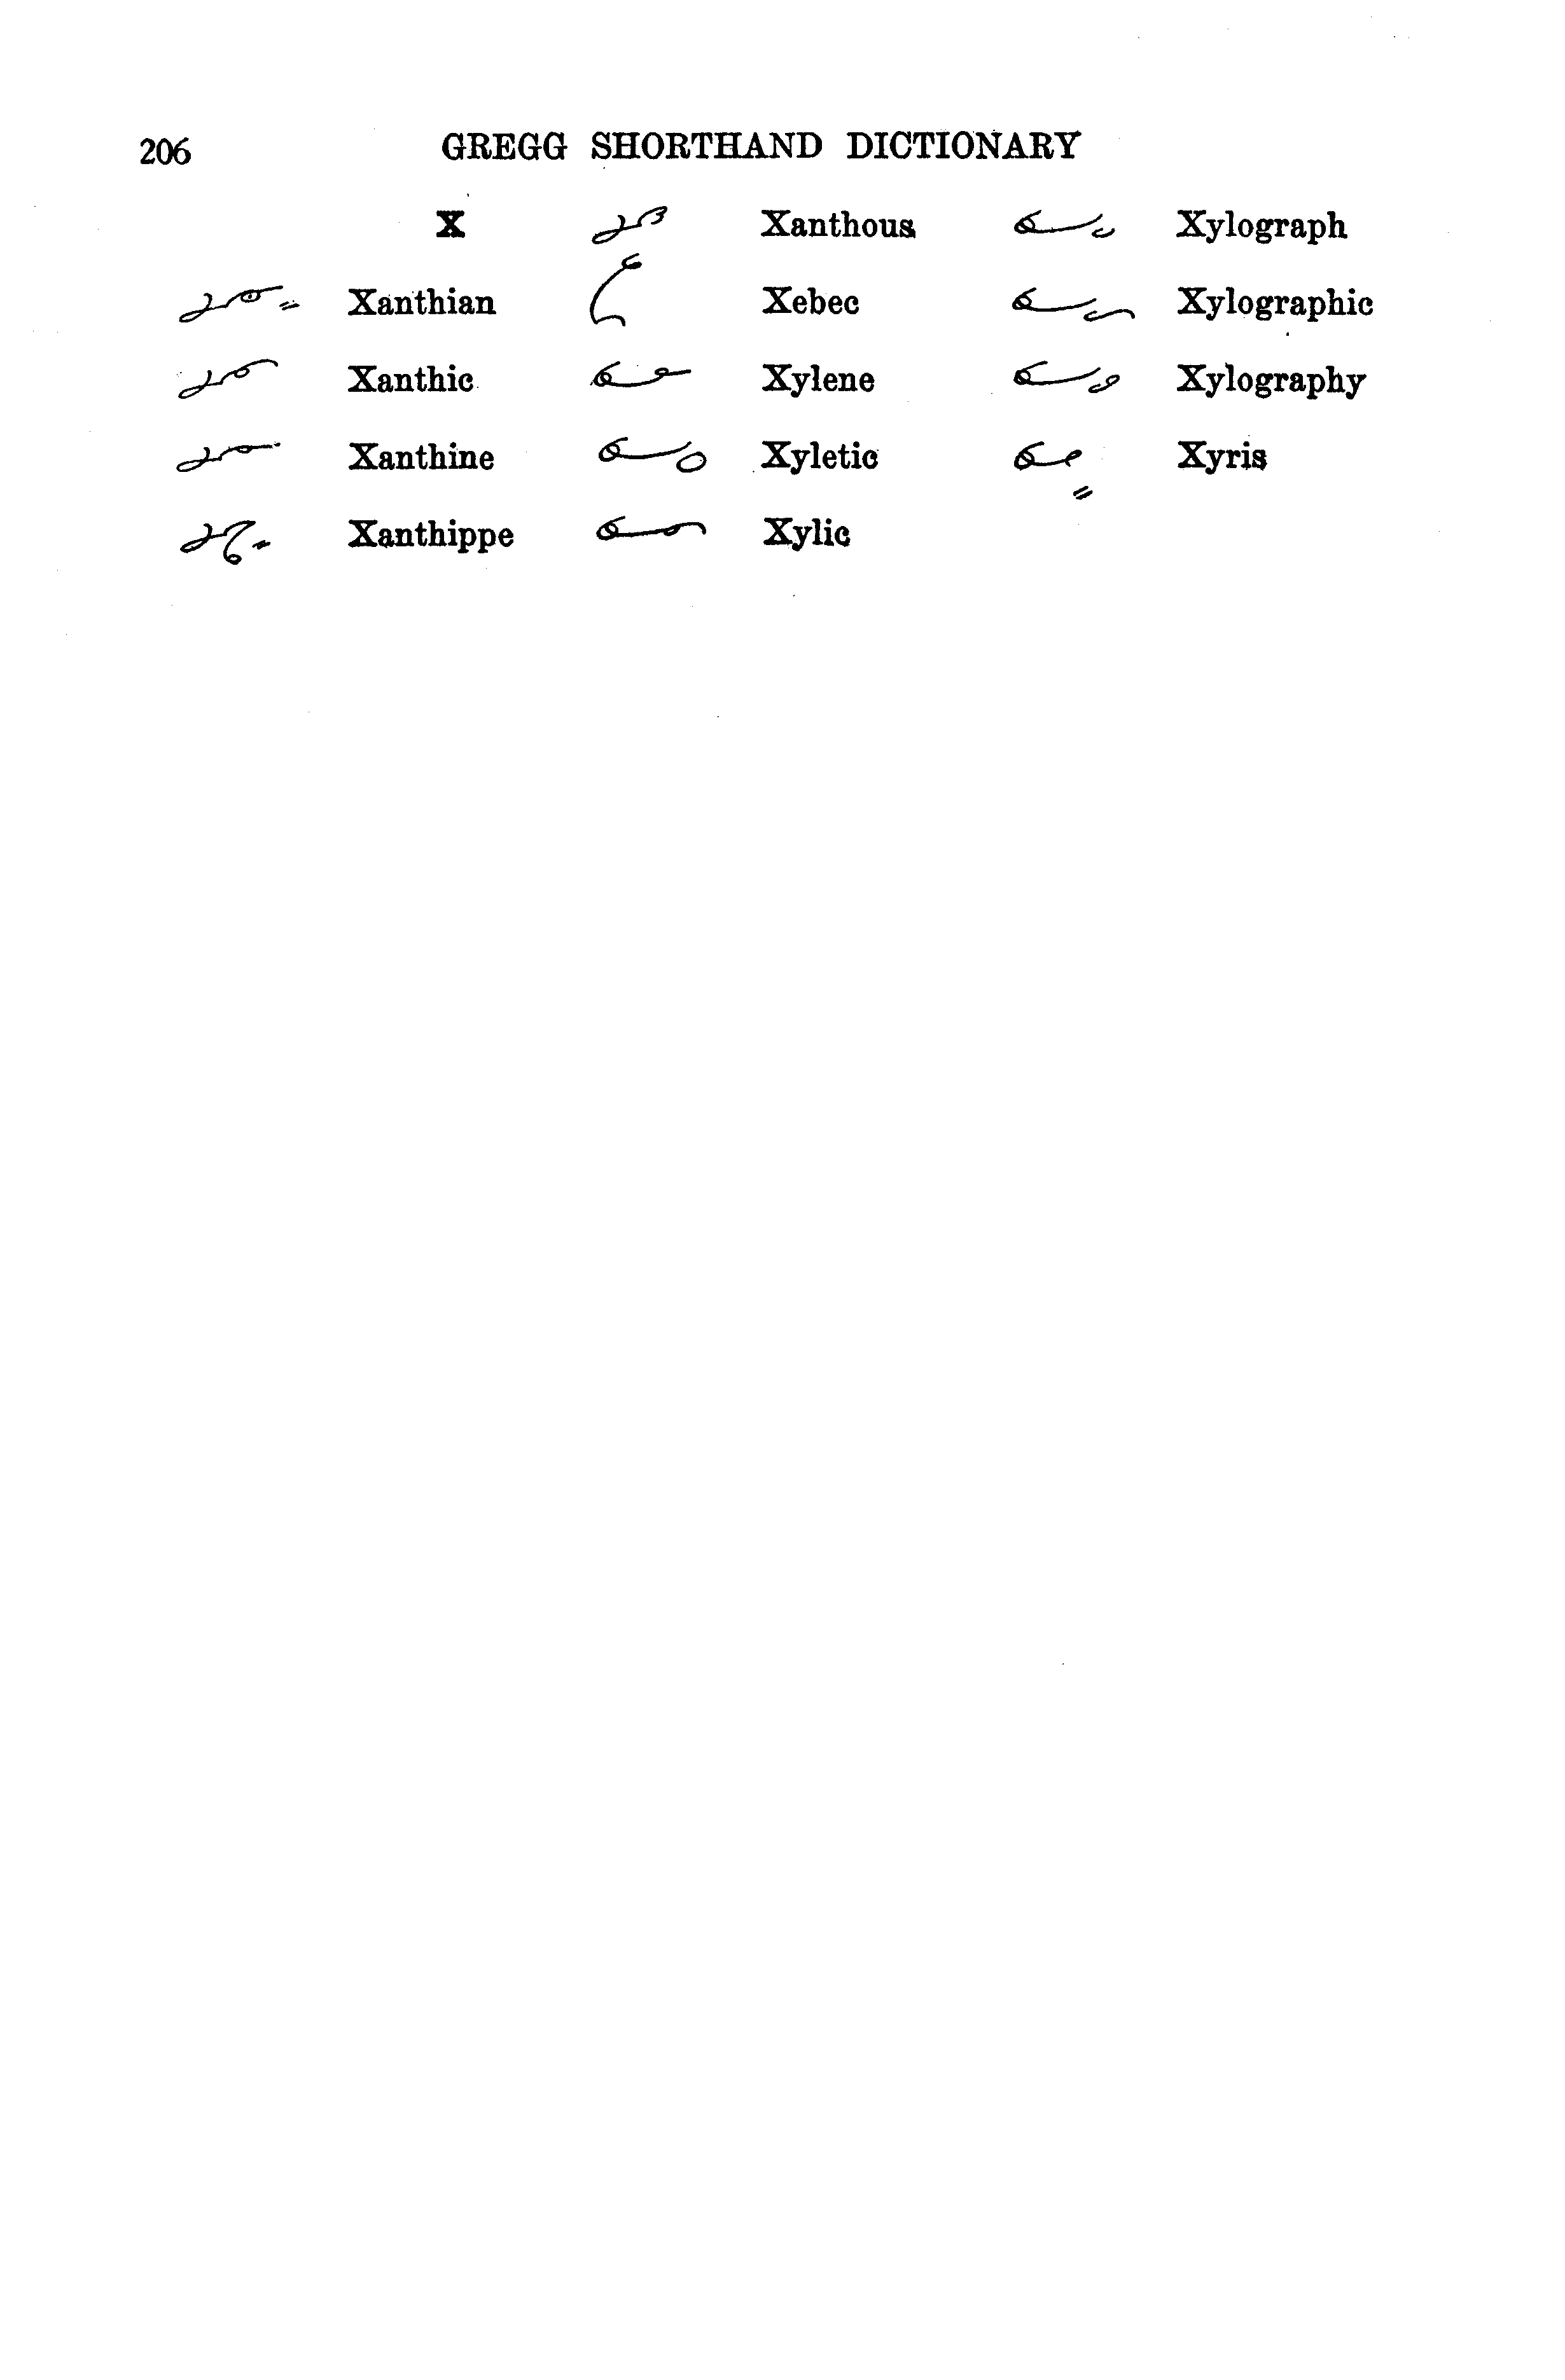 206 GREGG SHORTHAND DICTIONARY
X
Xanthian
Xanthic
Xanthine
Xanthippe
Xanthous
Xebec
Xylene
Xyletic
Xylic
Xylograph
Xylographic
Xylography
Xyris